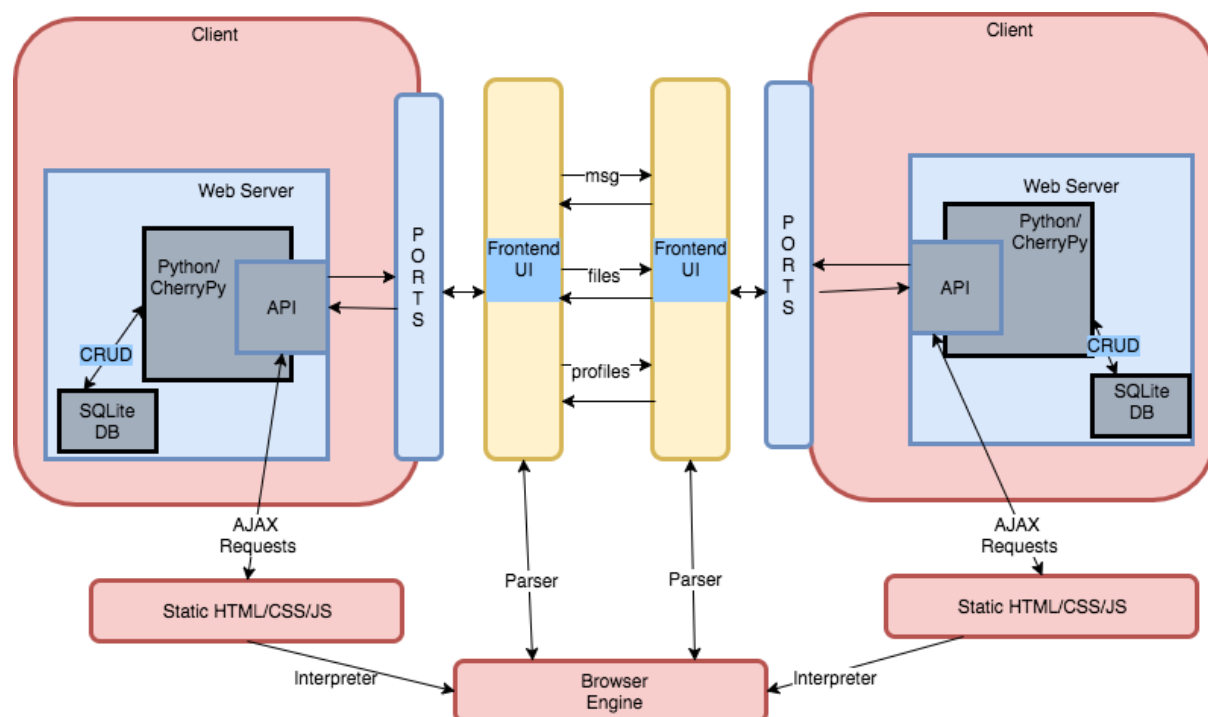 Client
Client
Web Server
Web Server
Python/
CherryPy
API
CRUD
SQLite
DB
P
O
R
T
S
Frontend
UI
msg
files
profiles
Frontend
UI
P
O
R
T
S
Python/
CherryPy
API
CRUD
SQLite
DB
AJAX
Requests
Parser
Parser
AJAX
Requests
Static HTML/CSS/JS
Static HTML/CSS/JS
Interpreter
Browser
Engine
Interpreter